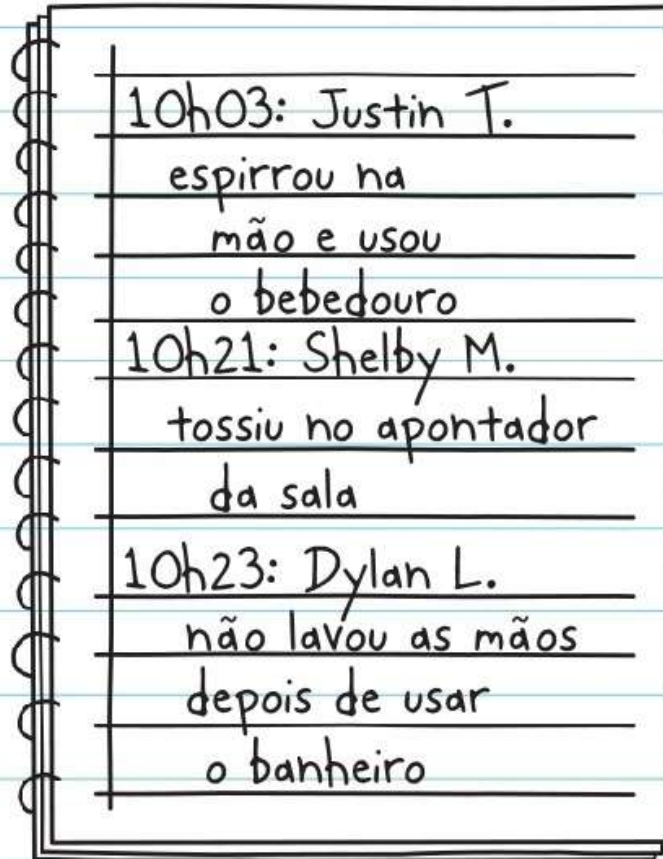 10h03: Justin T.
espirrou na
mão e usou
o bebedouro
10h21: Shelby M.
tossiu no apontador
da sala
10h23: Dylan L.
não lavou as mãos
depois de usar
o banheiro